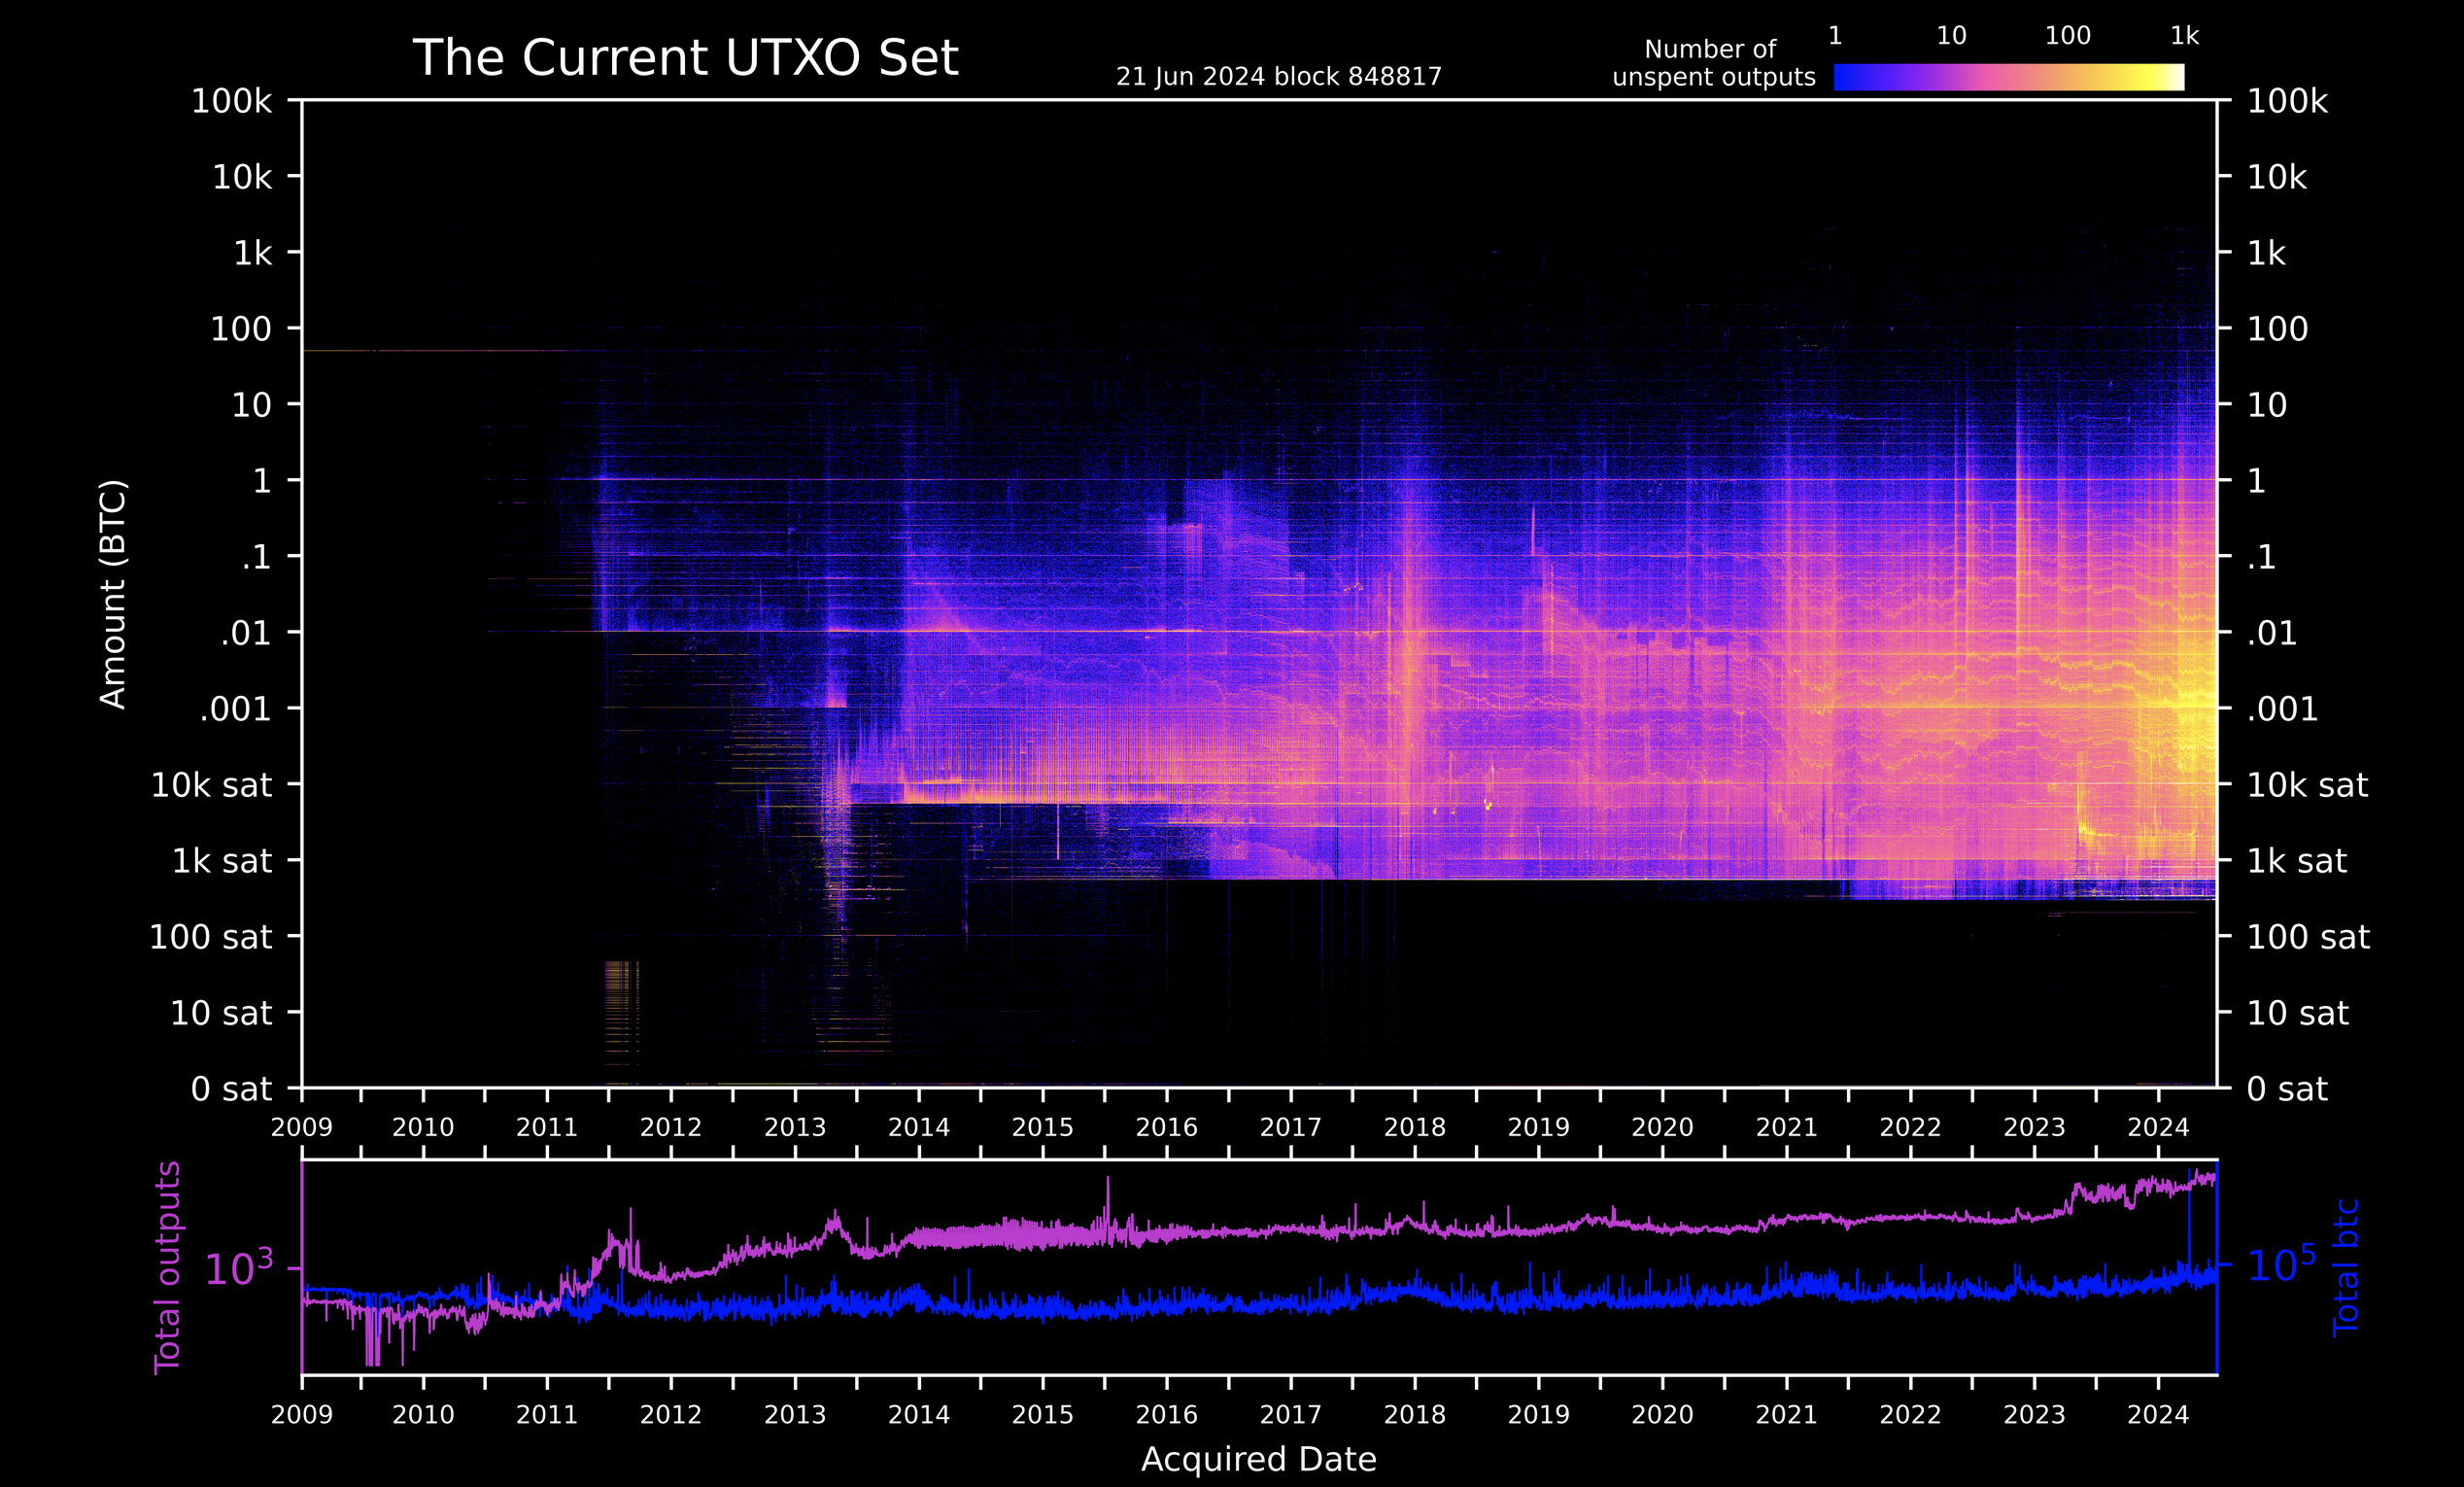 The Current UTXO Set
21 Jun 2024 block 848817
Number of
unspent outputs
1 10 100 1k
Amount (BTC)
100k 100k
10k 10k
1k 1k
100 100
10 10
1 1
.1 .1
.01 .01
.001 .001
10k sat 10k sat
1k sat 1k sat
100 sat 100 sat
10 sat 10 sat
0 sat 0 sat
2009 2010 2011 2012 2013 2014 2015 2016 2017 2018 2019 2020 2021 2022 2023 2024
Total outputs
10³ 10⁵
Total btc
2009 2010 2011 2012 2013 2014 2015 2016 2017 2018 2019 2020 2021 2022 2023 2024
Acquired Date